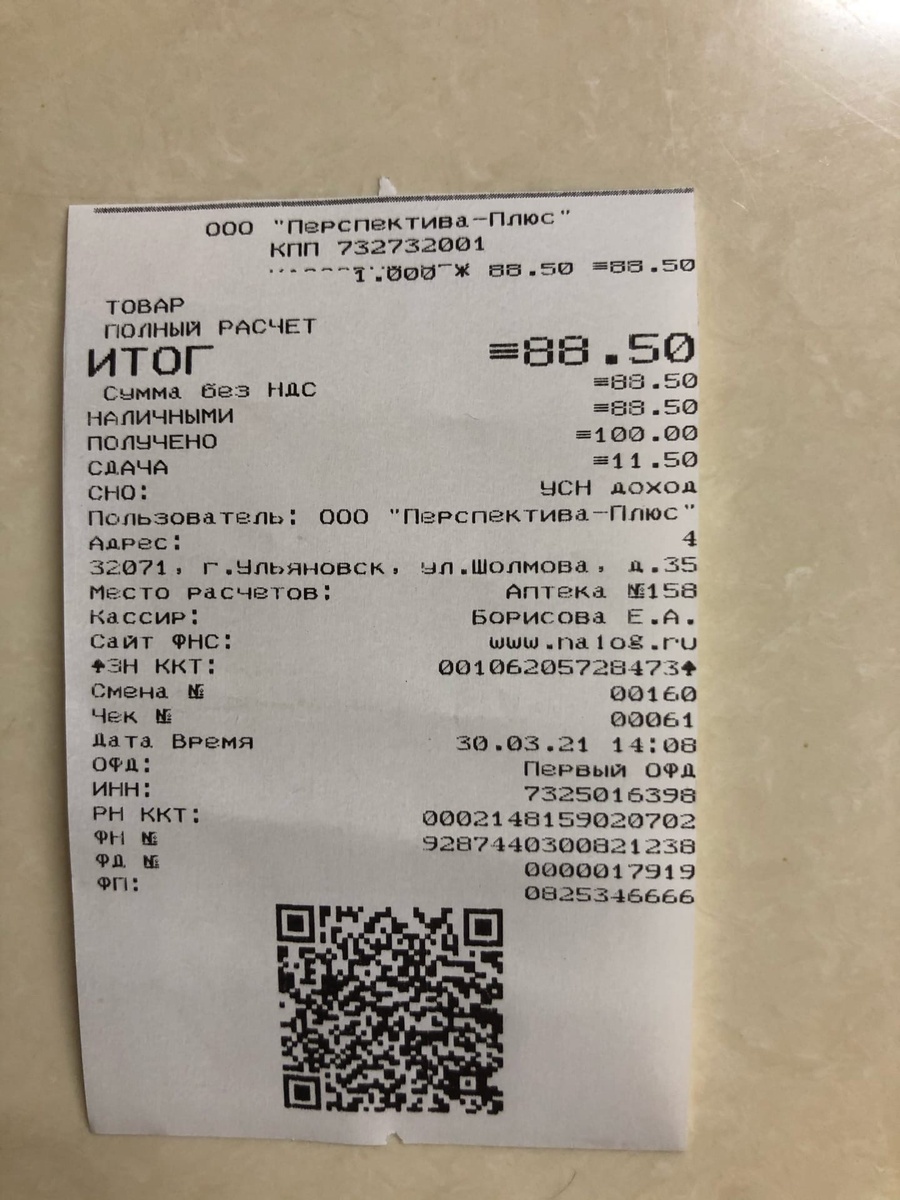 ООО "Перспектива-Плюс"
КПП 732732001
1.000 * 88.50 ≡88.50
ТОВАР
ПОЛНЫЙ РАСЧЕТ
ИТОГ ≡88.50
Сумма без НДС ≡88.50
НАЛИЧНЫМИ ≡88.50
ПОЛУЧЕНО ≡100.00
СДАЧА ≡11.50
СНО: УСН доход
Пользователь: ООО "Перспектива-Плюс"
Адрес: 4
32071, г.Ульяновск, ул.Шолмова, д.35
Место расчетов: Аптека №158
Кассир: Борисова Е.А.
Сайт ФНС: www.nalog.ru
↑ЗН ККТ: 00106205728473↑
Смена № 00160
Чек № 00061
Дата Время 30.03.21 14:08
ОФД: Первый ОФД
ИНН: 7325016398
РН ККТ: 0002148159020702
ФН № 9287440300821238
ФД № 0000017919
ФП: 0825346666